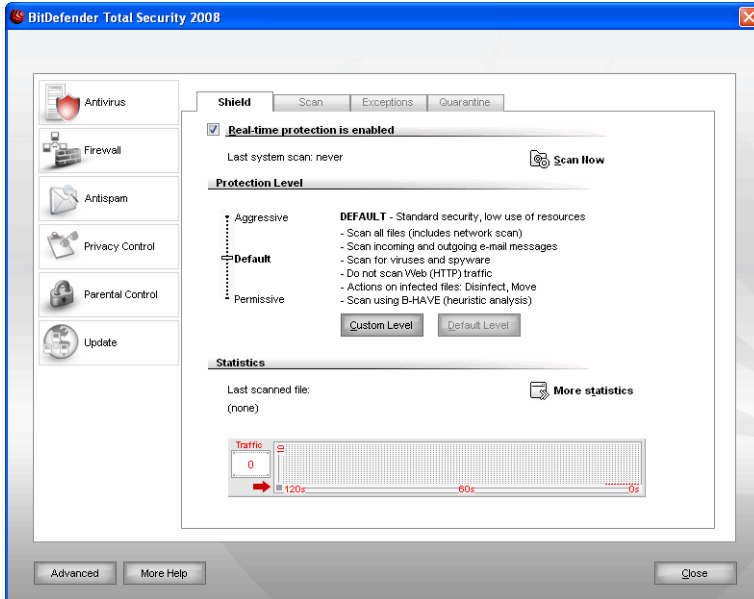 BitDefender Total Security 2008
Antivirus
Firewall
Antispam
Privacy Control
Parental Control
Update
Shield Scan Exceptions Quarantine
Real-time protection is enabled
Last system scan: never
Scan Now
Protection Level
Aggressive
Default
Permissive
DEFAULT - Standard security, low use of resources
- Scan all files (includes network scan)
- Scan incoming and outgoing e-mail messages
- Scan for viruses and spyware
- Do not scan Web (HTTP) traffic
- Actions on infected files: Disinfect, Move
- Scan using B-HAVE (heuristic analysis)
Custom Level Default Level
Statistics
Last scanned file:
(none)
More statistics
Traffic
0
10
120s 60s 0s
Advanced More Help Close